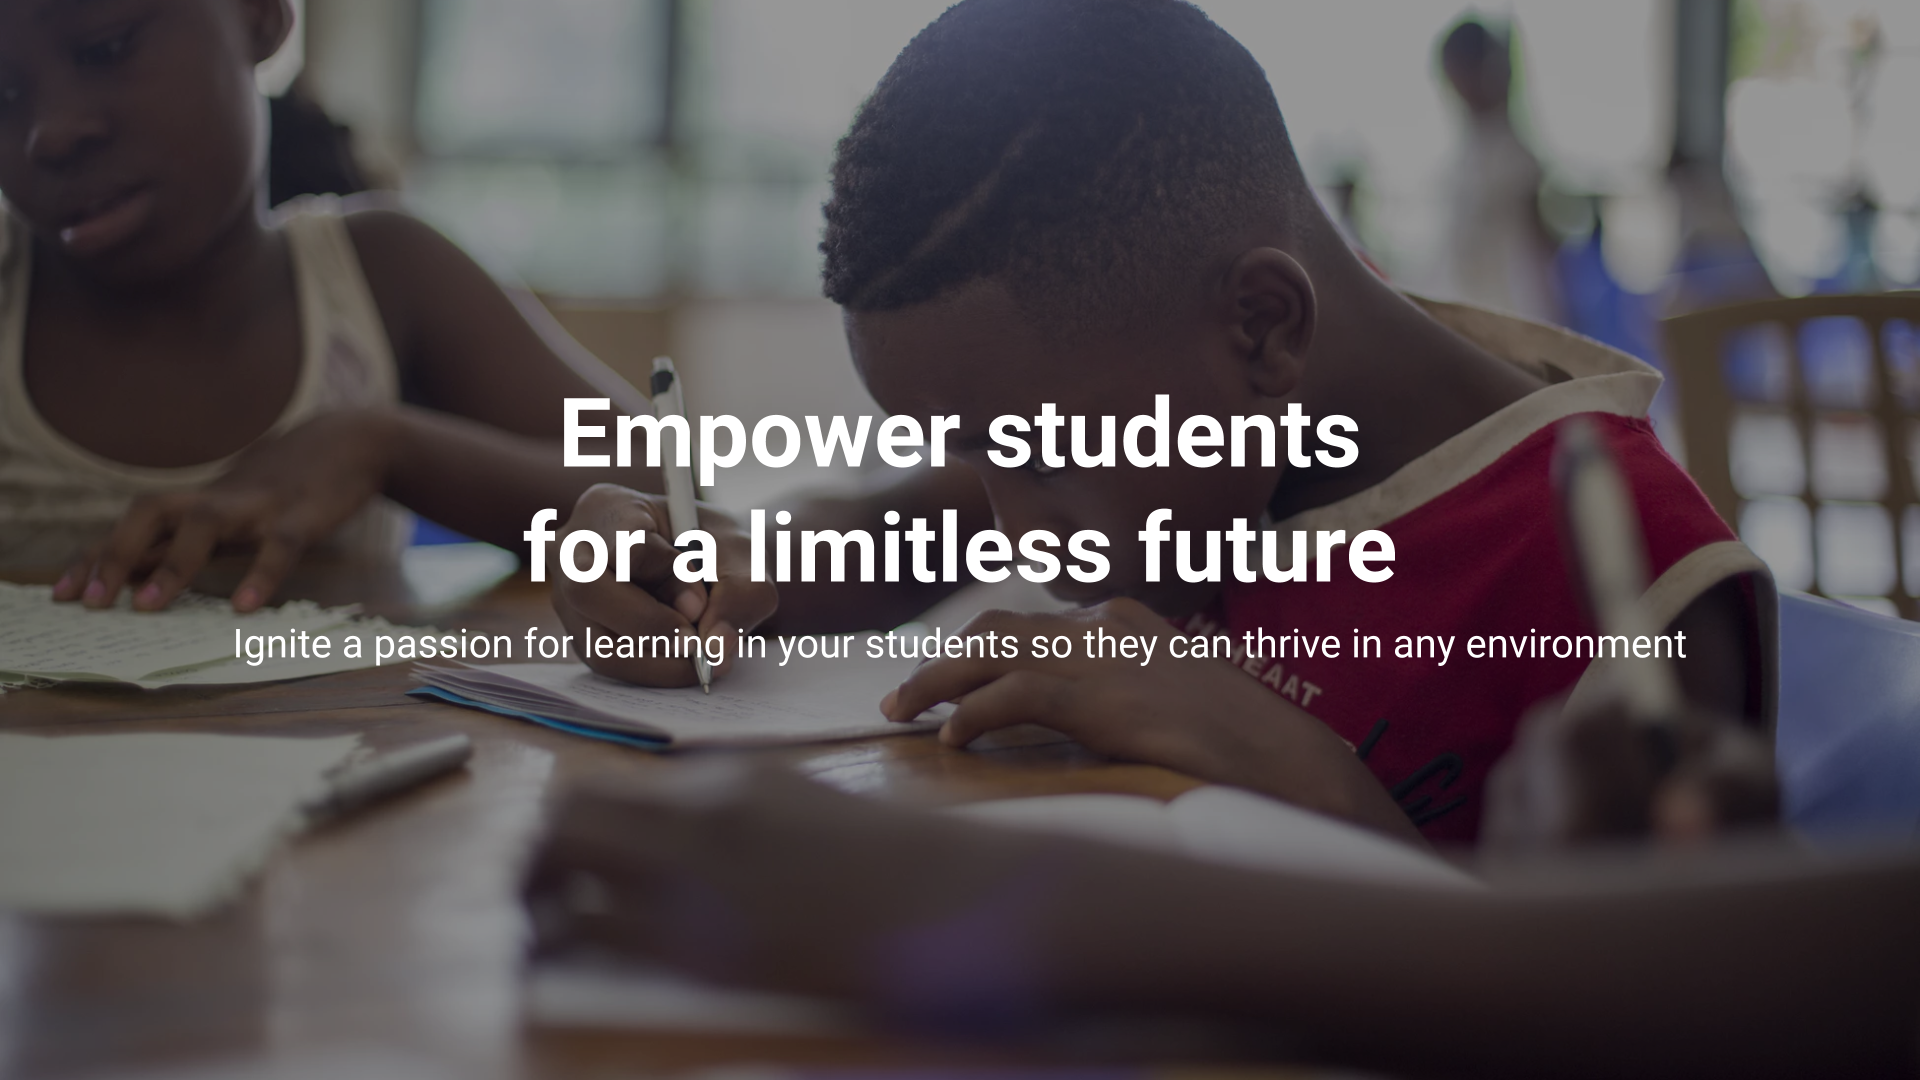 Empower students
for a limitless future
Ignite a passion for learning in your students so they can thrive in any environment